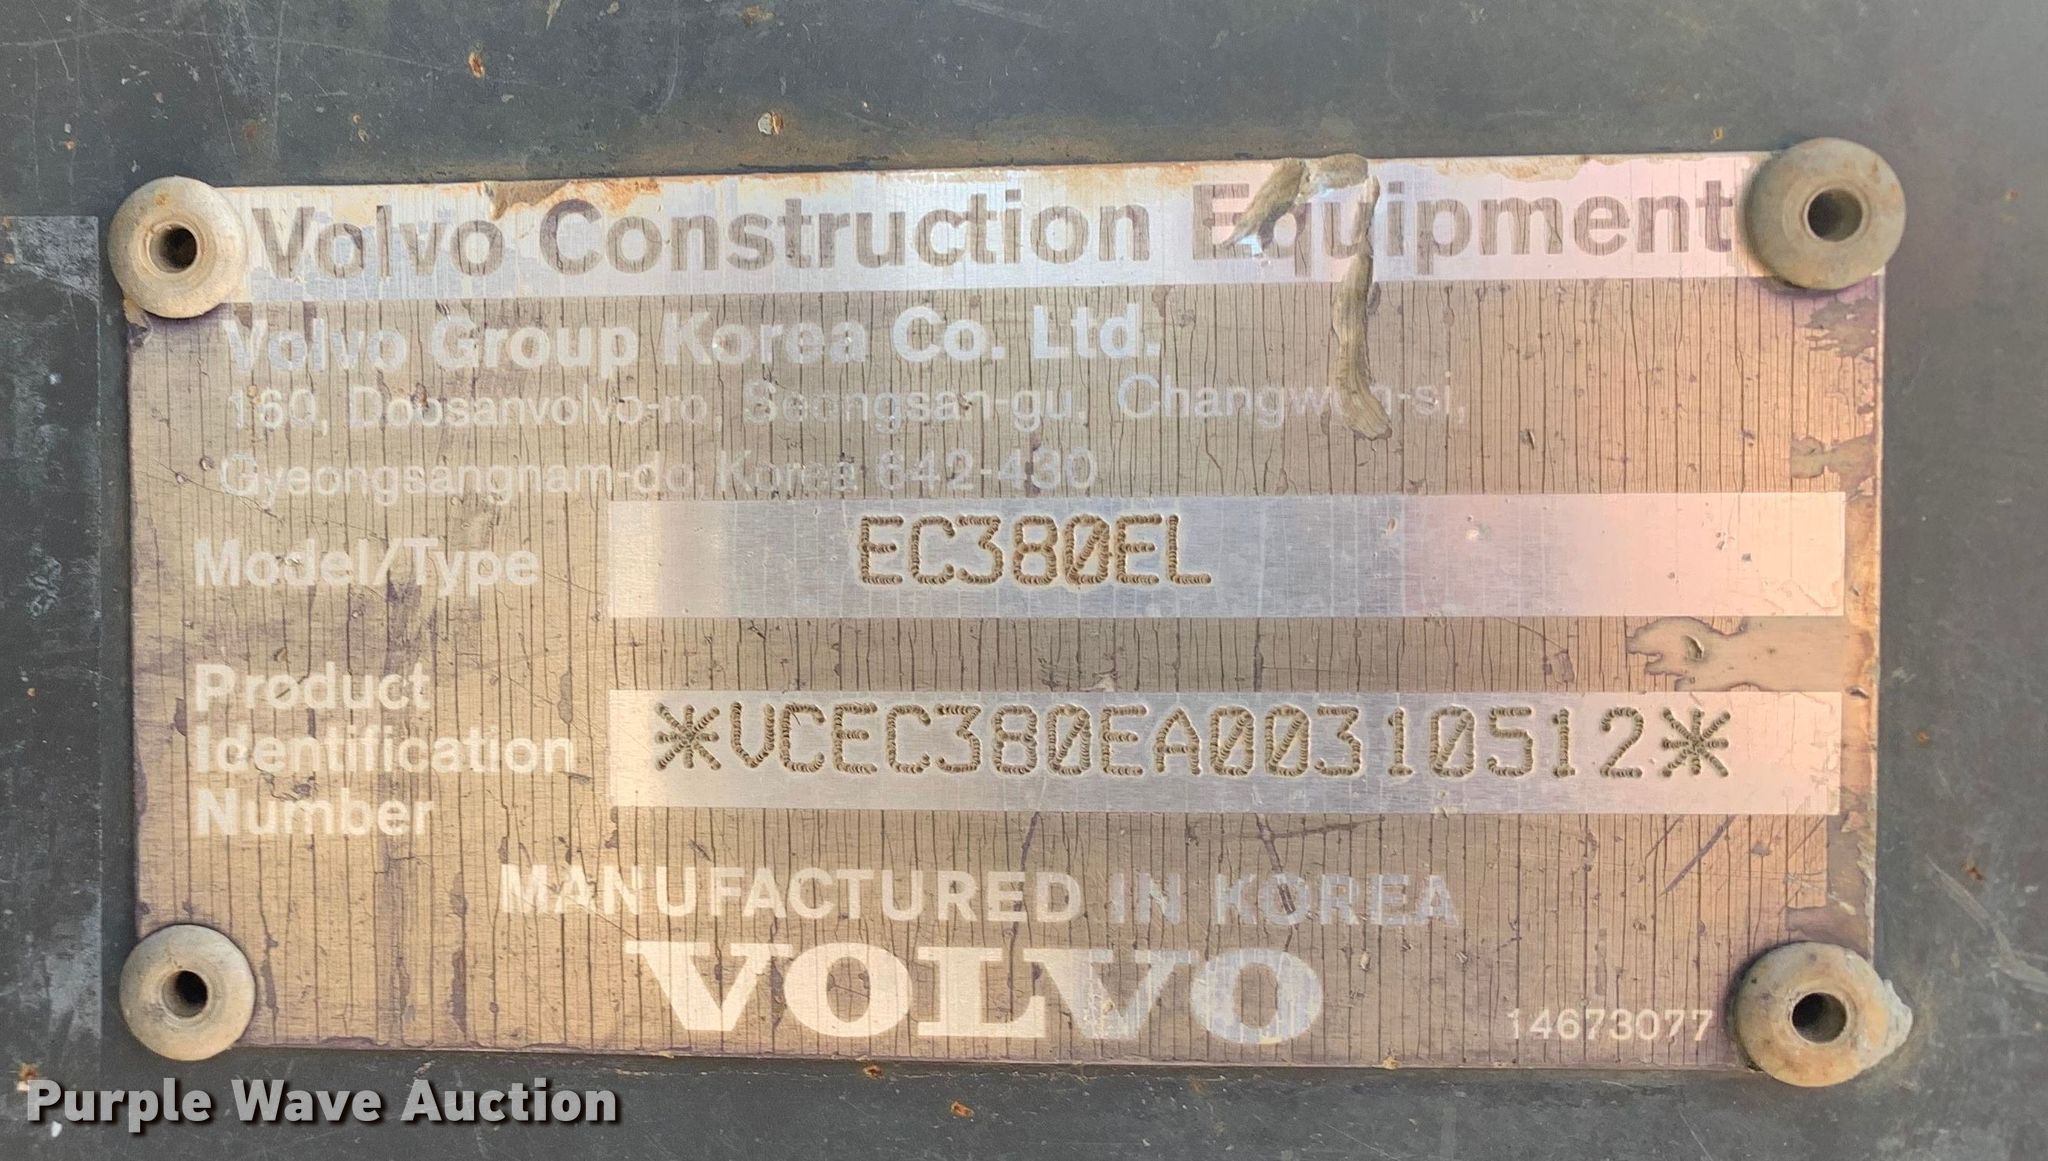 Volvo Construction Equipment
Volvo Group Korea Co. Ltd.
160, Doosanvolvo-ro, Seongsan-gu, Changwon-si,
Gyeongsangnam-do, Korea 642-430
Model/Type EC380EL
Product
Identification *VCEC380EA00310512*
Number
MANUFACTURED IN KOREA
VOLVO
14673077
Purple Wave Auction